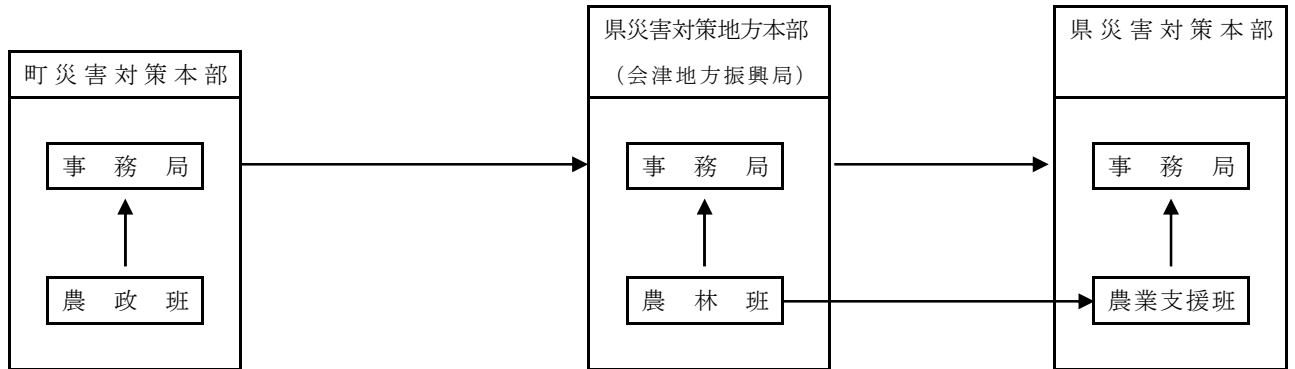 町災害対策本部
事務局
農政班
県災害対策地方本部
（会津地方振興局）
事務局
農林班
県災害対策本部
事務局
農業支援班